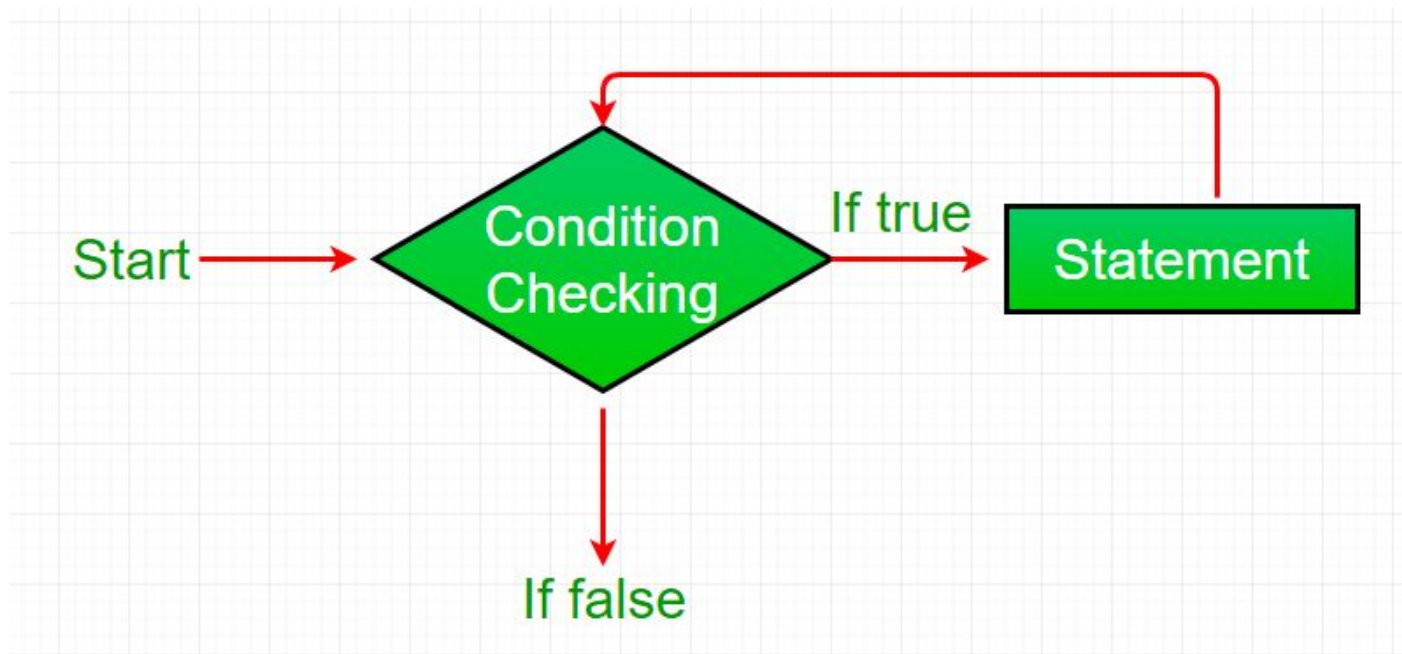 If true
Start
Condition
Checking
Statement
If false